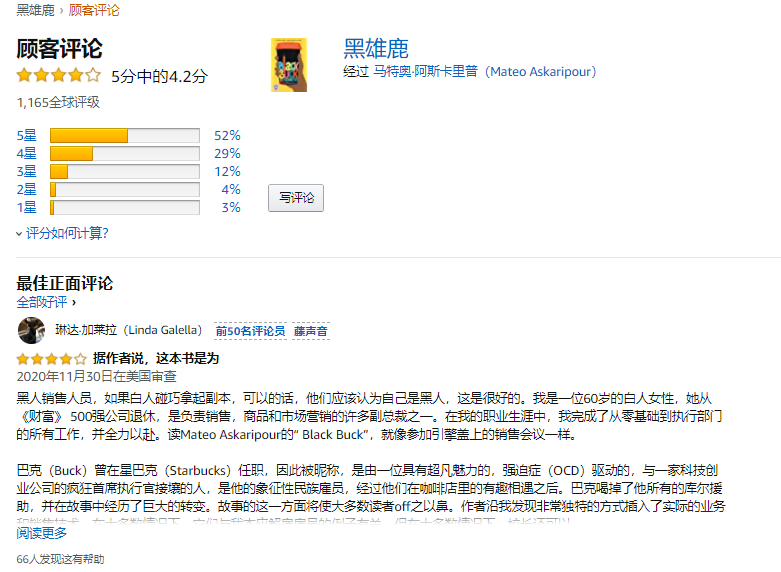 黑雄鹿 › 顾客评论
顾客评论
5分中的4.2分
1,165全球评级
5星 52%
4星 29%
3星 12%
2星 4%
1星 3%
评分如何计算?
黑雄鹿
经过 马特奥·阿斯卡里普（Mateo Askaripour）
BLACK BUCK
写评论
最佳正面评论
全部好评 ›
琳达·加莱拉（Linda Galella） 前50名评论员 藤声音
据作者说，这本书是为
2020年11月30日在美国审查
黑人销售人员，如果白人碰巧拿起副本，可以的话，他们应该认为自己是黑人，这是很好的。我是一位60岁的白人女性，她从
《财富》 500强公司退休，是负责销售，商品和市场营销的许多副总裁之一。在我的职业生涯中，我完成了从零基础到执行部门
的所有工作，并全力以赴。读Mateo Askaripour的“ Black Buck”，就像参加引擎盖上的销售会议一样。
巴克（Buck）曾在星巴克（Starbucks）任职，因此被昵称，是由一位具有超凡魅力的，强迫症（OCD）驱动的，与一家科技创
业公司的疯狂首席执行官接壤的人，是他的象征性民族雇员，经过他们在咖啡店里的有趣相遇之后。巴克喝掉了他所有的库尔援
助，并在故事中经历了巨大的转变。故事的这一方面将使大多数读者off之以鼻。作者沿我发现非常独特的方式插入了实际的业务
阅读更多
66人发现这有帮助